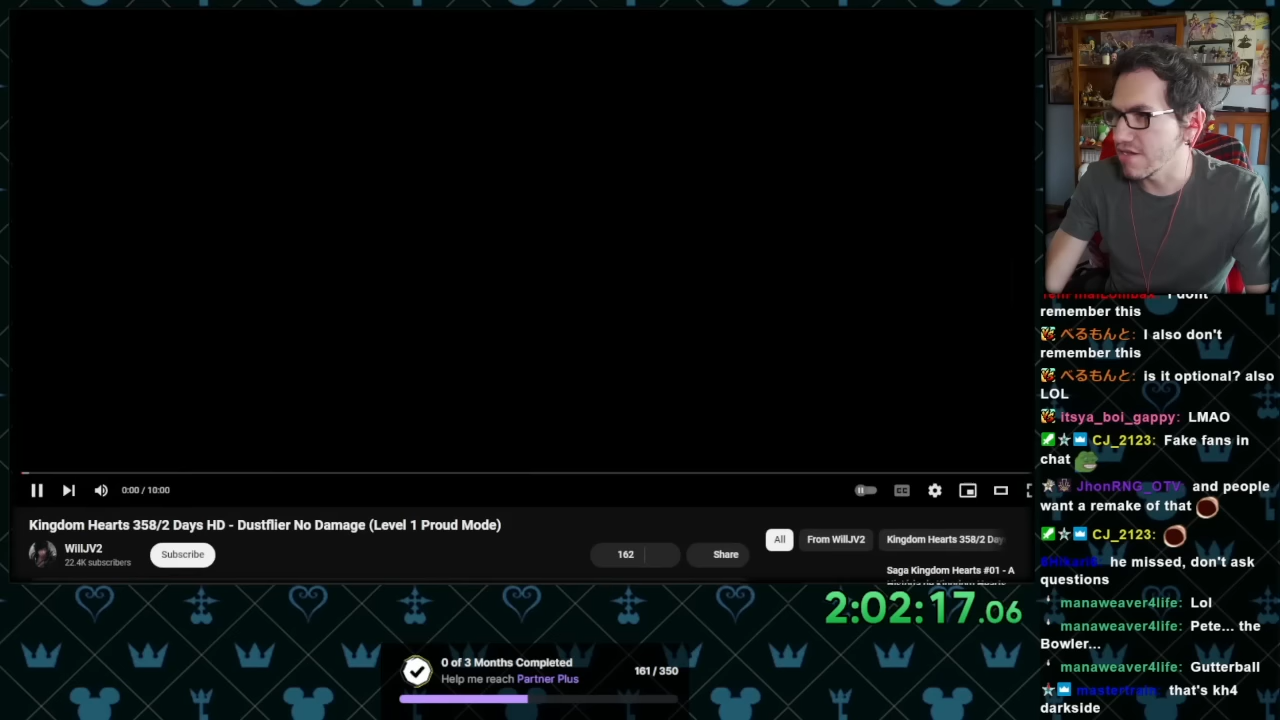 0:00 / 10:00
Kingdom Hearts 358/2 Days HD - Dustflier No Damage (Level 1 Proud Mode)
WillJV2
22.4K subscribers
Subscribe
162
Share
All
From WillJV2
Kingdom Hearts 358/2 Day
Saga Kingdom Hearts #01 - A
2:02:17.06
0 of 3 Months Completed
Help me reach Partner Plus
161 / 350
remember this
べるもんと: I also don't
remember this
べるもんと: is it optional? also
LOL
itsya_boi_gappy: LMAO
CJ_2123: Fake fans in
chat
JhonRNG_OTV: and people
want a remake of that
CJ_2123:
he missed, don't ask
questions
manaweaver4life: Lol
manaweaver4life: Pete... the
Bowler...
manaweaver4life: Gutterball
that's kh4
darkside